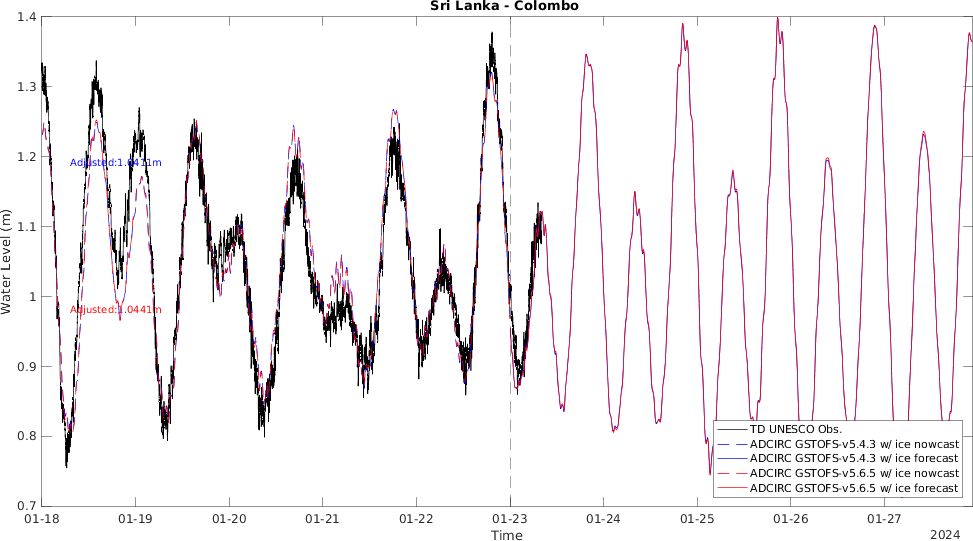 Sri Lanka - Colombo
1.4
1.3
1.2
1.1
1
0.9
0.8
0.7
Water Level (m)
Adjusted:1.0411m
Adjusted:1.0441m
TD UNESCO Obs.
ADCIRC GSTOFS-v5.4.3 w/ ice nowcast
ADCIRC GSTOFS-v5.4.3 w/ ice forecast
ADCIRC GSTOFS-v5.6.5 w/ ice nowcast
ADCIRC GSTOFS-v5.6.5 w/ ice forecast
01-18 01-19 01-20 01-21 01-22 01-23 01-24 01-25 01-26 01-27
Time
2024